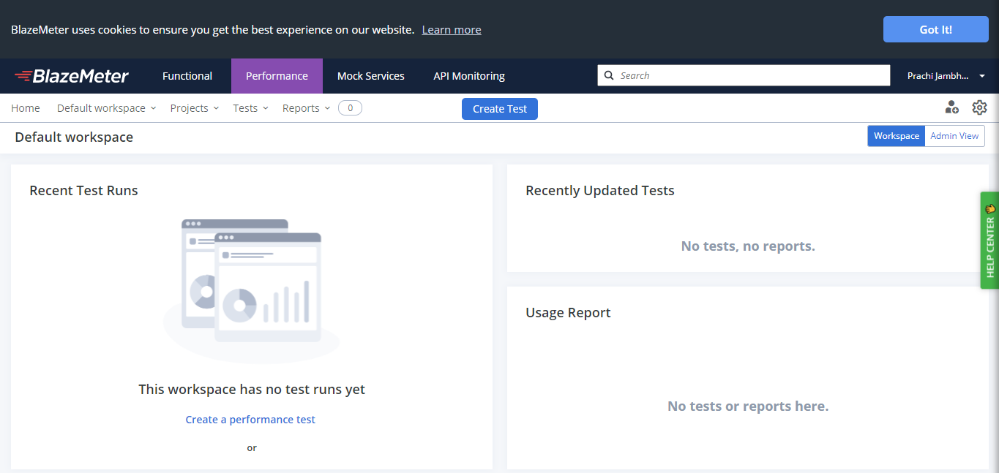 BlazeMeter uses cookies to ensure you get the best experience on our website. Learn more
Got It!
BlazeMeter Functional Performance Mock Services API Monitoring Search Prachi Jambh...
Home Default workspace Projects Tests Reports 0 Create Test
Default workspace
Workspace Admin View
Recent Test Runs
This workspace has no test runs yet
Create a performance test
or
Recently Updated Tests
No tests, no reports.
Usage Report
No tests or reports here.
HELP CENTER